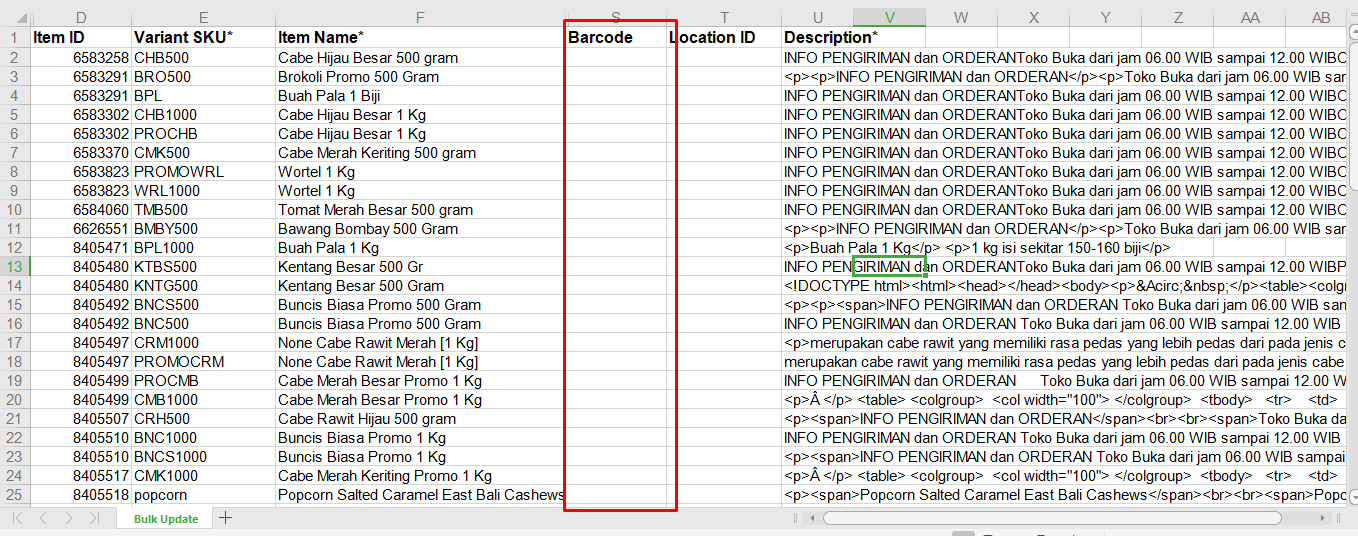 D E F S T U V W X Y Z AA AB
1 Item ID Variant SKU* Item Name* Barcode Location ID Description*
2 6583258 CHB500 Cabe Hijau Besar 500 gram INFO PENGIRIMAN dan ORDERANToko Buka dari jam 06.00 WIB sampai 12.00 WIBC
3 6583291 BRO500 Brokoli Promo 500 Gram <p><p>INFO PENGIRIMAN dan ORDERAN</p><p>Toko Buka dari jam 06.00 WIB sam
4 6583291 BPL Buah Pala 1 Biji INFO PENGIRIMAN dan ORDERANToko Buka dari jam 06.00 WIB sampai 12.00 WIBC
5 6583302 CHB1000 Cabe Hijau Besar 1 Kg INFO PENGIRIMAN dan ORDERANToko Buka dari jam 06.00 WIB sampai 12.00 WIBC
6 6583302 PROCHB Cabe Hijau Besar 1 Kg INFO PENGIRIMAN dan ORDERANToko Buka dari jam 06.00 WIB sampai 12.00 WIBC
7 6583370 CMK500 Cabe Merah Keriting 500 gram INFO PENGIRIMAN dan ORDERANToko Buka dari jam 06.00 WIB sampai 12.00 WIBC
8 6583823 PROMOWRL Wortel 1 Kg INFO PENGIRIMAN dan ORDERANToko Buka dari jam 06.00 WIB sampai 12.00 WIBC
9 6583823 WRL1000 Wortel 1 Kg INFO PENGIRIMAN dan ORDERANToko Buka dari jam 06.00 WIB sampai 12.00 WIBC
10 6584060 TMB500 Tomat Merah Besar 500 gram INFO PENGIRIMAN dan ORDERANToko Buka dari jam 06.00 WIB sampai 12.00 WIBC
11 6626551 BMBY500 Bawang Bombay 500 Gram <p><p>INFO PENGIRIMAN dan ORDERAN</p><p>Toko Buka dari jam 06.00 WIB sam
12 8405471 BPL1000 Buah Pala 1 Kg <p>Buah Pala 1 Kg</p> <p>1 kg isi sekitar 150-160 biji</p>
13 8405480 KTBS500 Kentang Besar 500 Gr INFO PENGIRIMAN dan ORDERANToko Buka dari jam 06.00 WIB sampai 12.00 WIBP
14 8405480 KNTG500 Kentang Besar 500 Gram <!DOCTYPE html><html><head></head><body><p>&Acirc;&nbsp;</p><table><colg
15 8405492 BNCS500 Buncis Biasa Promo 500 Gram <p><p><span>INFO PENGIRIMAN dan ORDERAN Toko Buka dari jam 06.00 WIB san
16 8405492 BNC500 Buncis Biasa Promo 500 Gram INFO PENGIRIMAN dan ORDERAN Toko Buka dari jam 06.00 WIB sampai 12.00 WIB
17 8405497 CRM1000 None Cabe Rawit Merah [1 Kg] <p>merupakan cabe rawit yang memiliki rasa pedas yang lebih pedas dari pada jenis c
18 8405497 PROMOCRM None Cabe Rawit Merah [1 Kg] merupakan cabe rawit yang memiliki rasa pedas yang lebih pedas dari pada jenis cabe
19 8405499 PROCMB Cabe Merah Besar Promo 1 Kg INFO PENGIRIMAN dan ORDERAN Toko Buka dari jam 06.00 WIB sampai 12.00 W
20 8405499 CMB1000 Cabe Merah Besar Promo 1 Kg <p>Â </p> <table> <colgroup> <col width="100"> </colgroup> <tbody> <tr> <td>
21 8405507 CRH500 Cabe Rawit Hijau 500 gram <p><span>INFO PENGIRIMAN dan ORDERAN</span><br><br><span>Toko Buka da
22 8405510 BNC1000 Buncis Biasa Promo 1 Kg INFO PENGIRIMAN dan ORDERAN Toko Buka dari jam 06.00 WIB sampai 12.00 WIB
23 8405510 BNCS1000 Buncis Biasa Promo 1 Kg <p><span>INFO PENGIRIMAN dan ORDERAN Toko Buka dari jam 06.00 WIB sampai
24 8405517 CMK1000 Cabe Merah Keriting Promo 1 Kg <p>Â </p> <table> <colgroup> <col width="100"> </colgroup> <tbody> <tr> <td>
25 8405518 popcorn Popcorn Salted Caramel East Bali Cashews <p><span>Popcorn Salted Caramel East Bali Cashews</span><br><br><span>Popc
Bulk Update